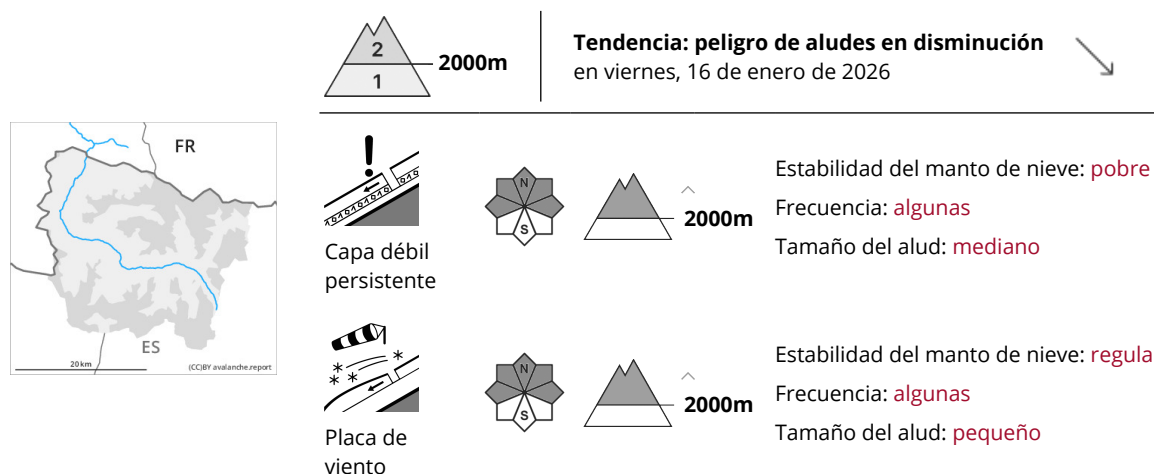 2
1
2000m
Tendencia: peligro de aludes en disminución
en viernes, 16 de enero de 2026
FR
ES
20 km
(CC)BY avalanche.report
N
S
2000m
Capa débil
persistente
Estabilidad del manto de nieve: pobre
Frecuencia: algunas
Tamaño del alud: mediano
N
S
2000m
Placa de
viento
Estabilidad del manto de nieve: regula
Frecuencia: algunas
Tamaño del alud: pequeño